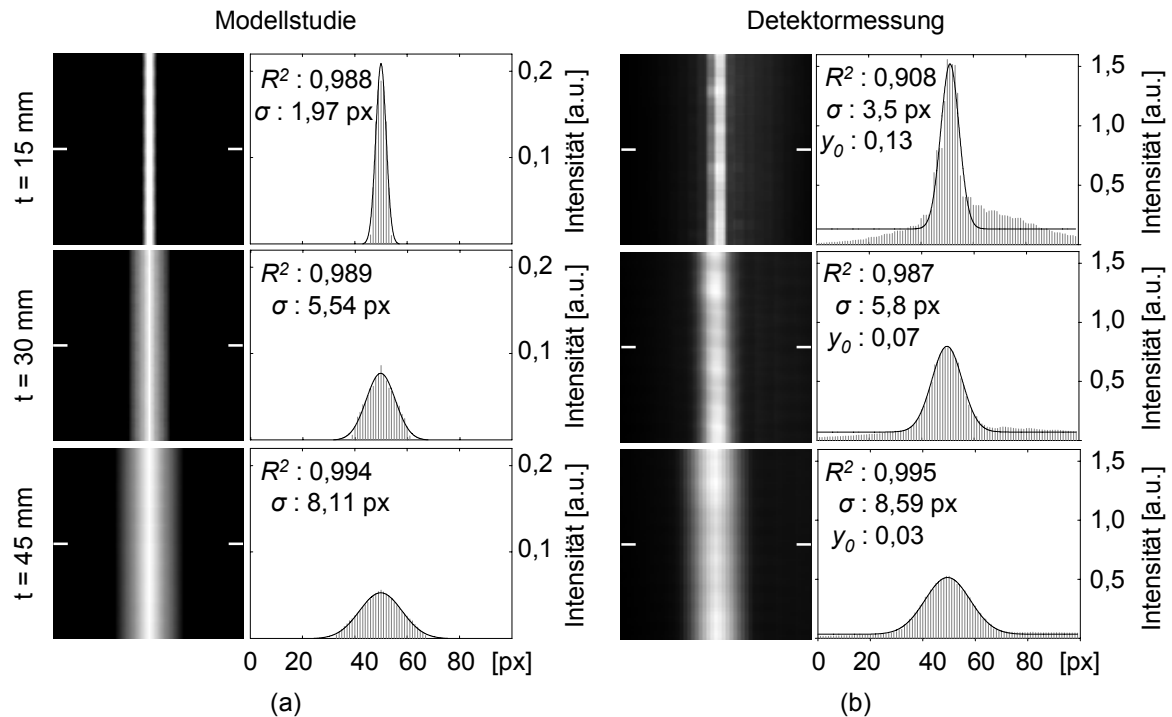 Modellstudie
Detektormessung
t = 15 mm
R² : 0,988
σ : 1,97 px
0,2
0,1
Intensität [a.u.]
R² : 0,908
σ : 3,5 px
y₀ : 0,13
1,5
1,0
0,5
Intensität [a.u.]
t = 30 mm
R² : 0,989
σ : 5,54 px
0,2
0,1
Intensität [a.u.]
R² : 0,987
σ : 5,8 px
y₀ : 0,07
1,5
1,0
0,5
Intensität [a.u.]
t = 45 mm
R² : 0,994
σ : 8,11 px
0,2
0,1
Intensität [a.u.]
R² : 0,995
σ : 8,59 px
y₀ : 0,03
1,5
1,0
0,5
Intensität [a.u.]
0 20 40 60 80 [px]
0 20 40 60 80 [px]
(a)
(b)